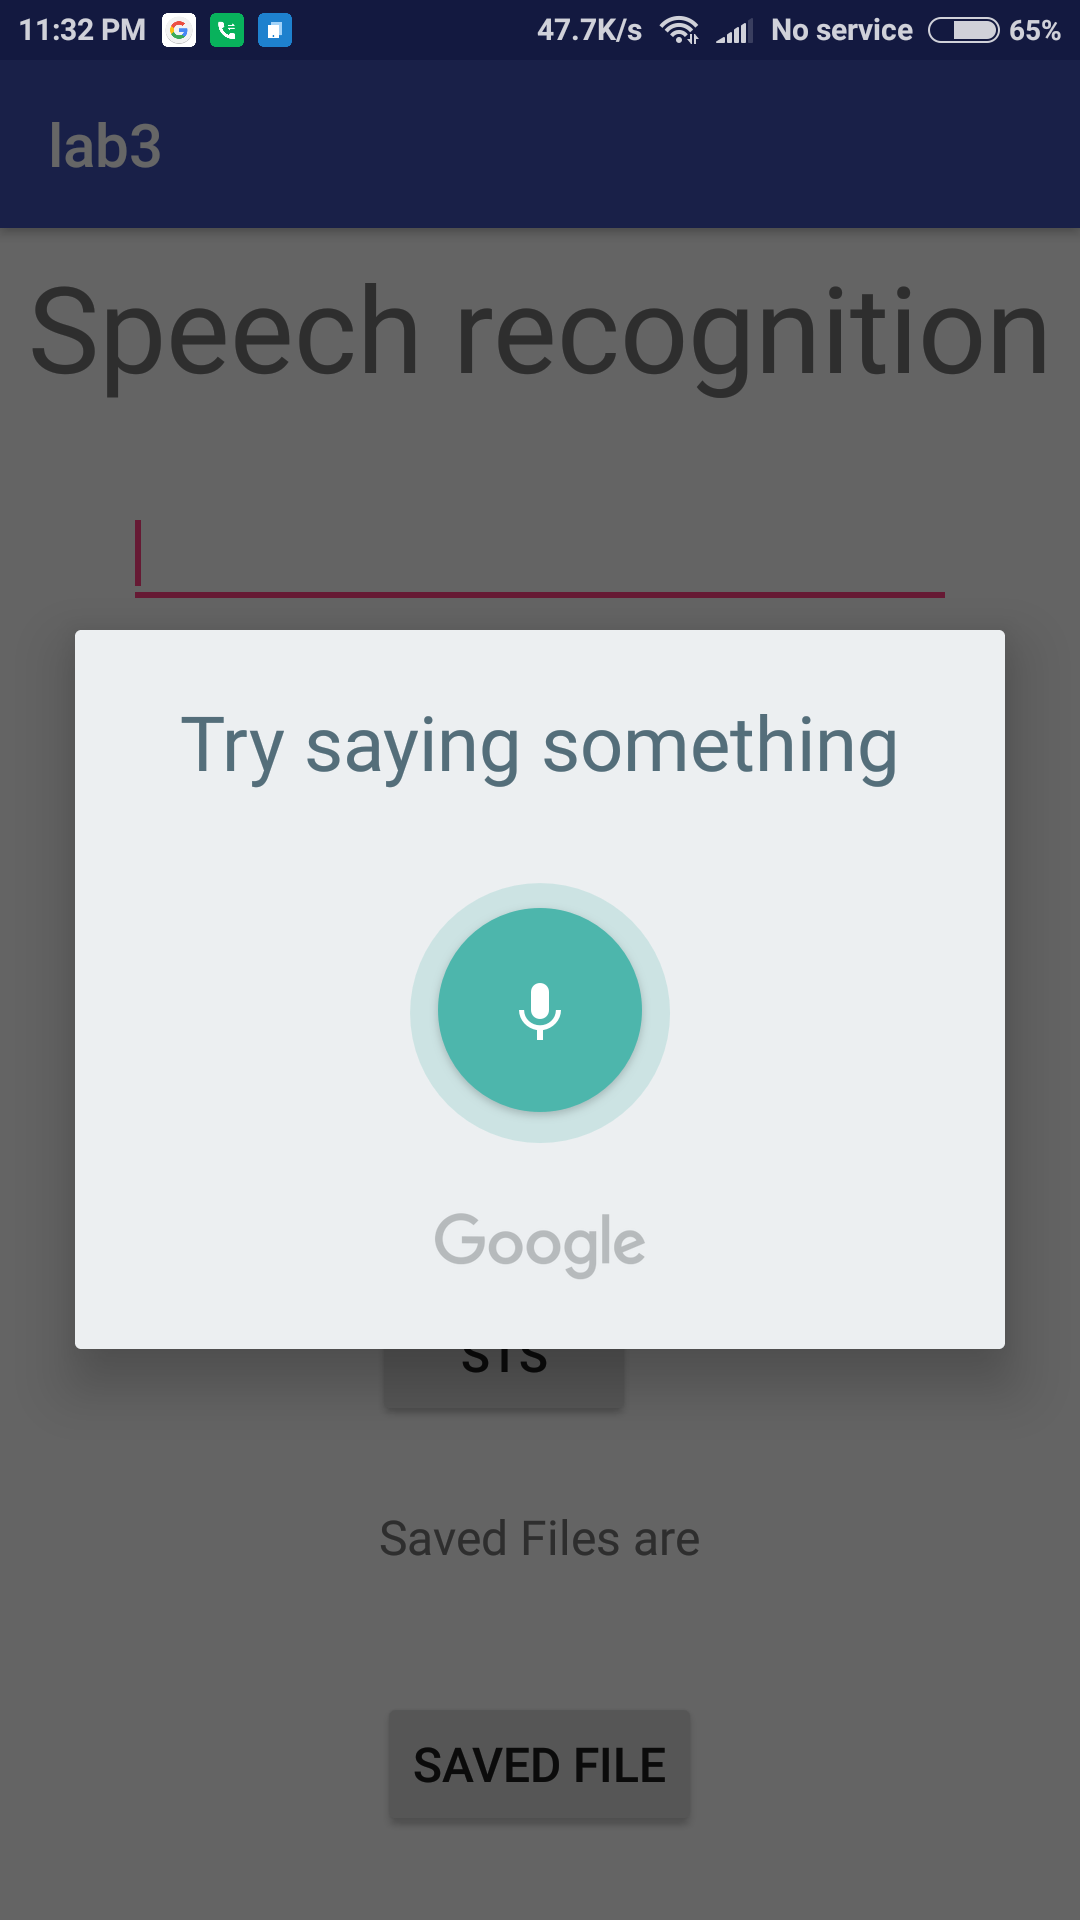 11:32 PM 47.7K/s No service 65%
lab3
Speech recognition
Try saying something
Google
STS
Saved Files are
SAVED FILE